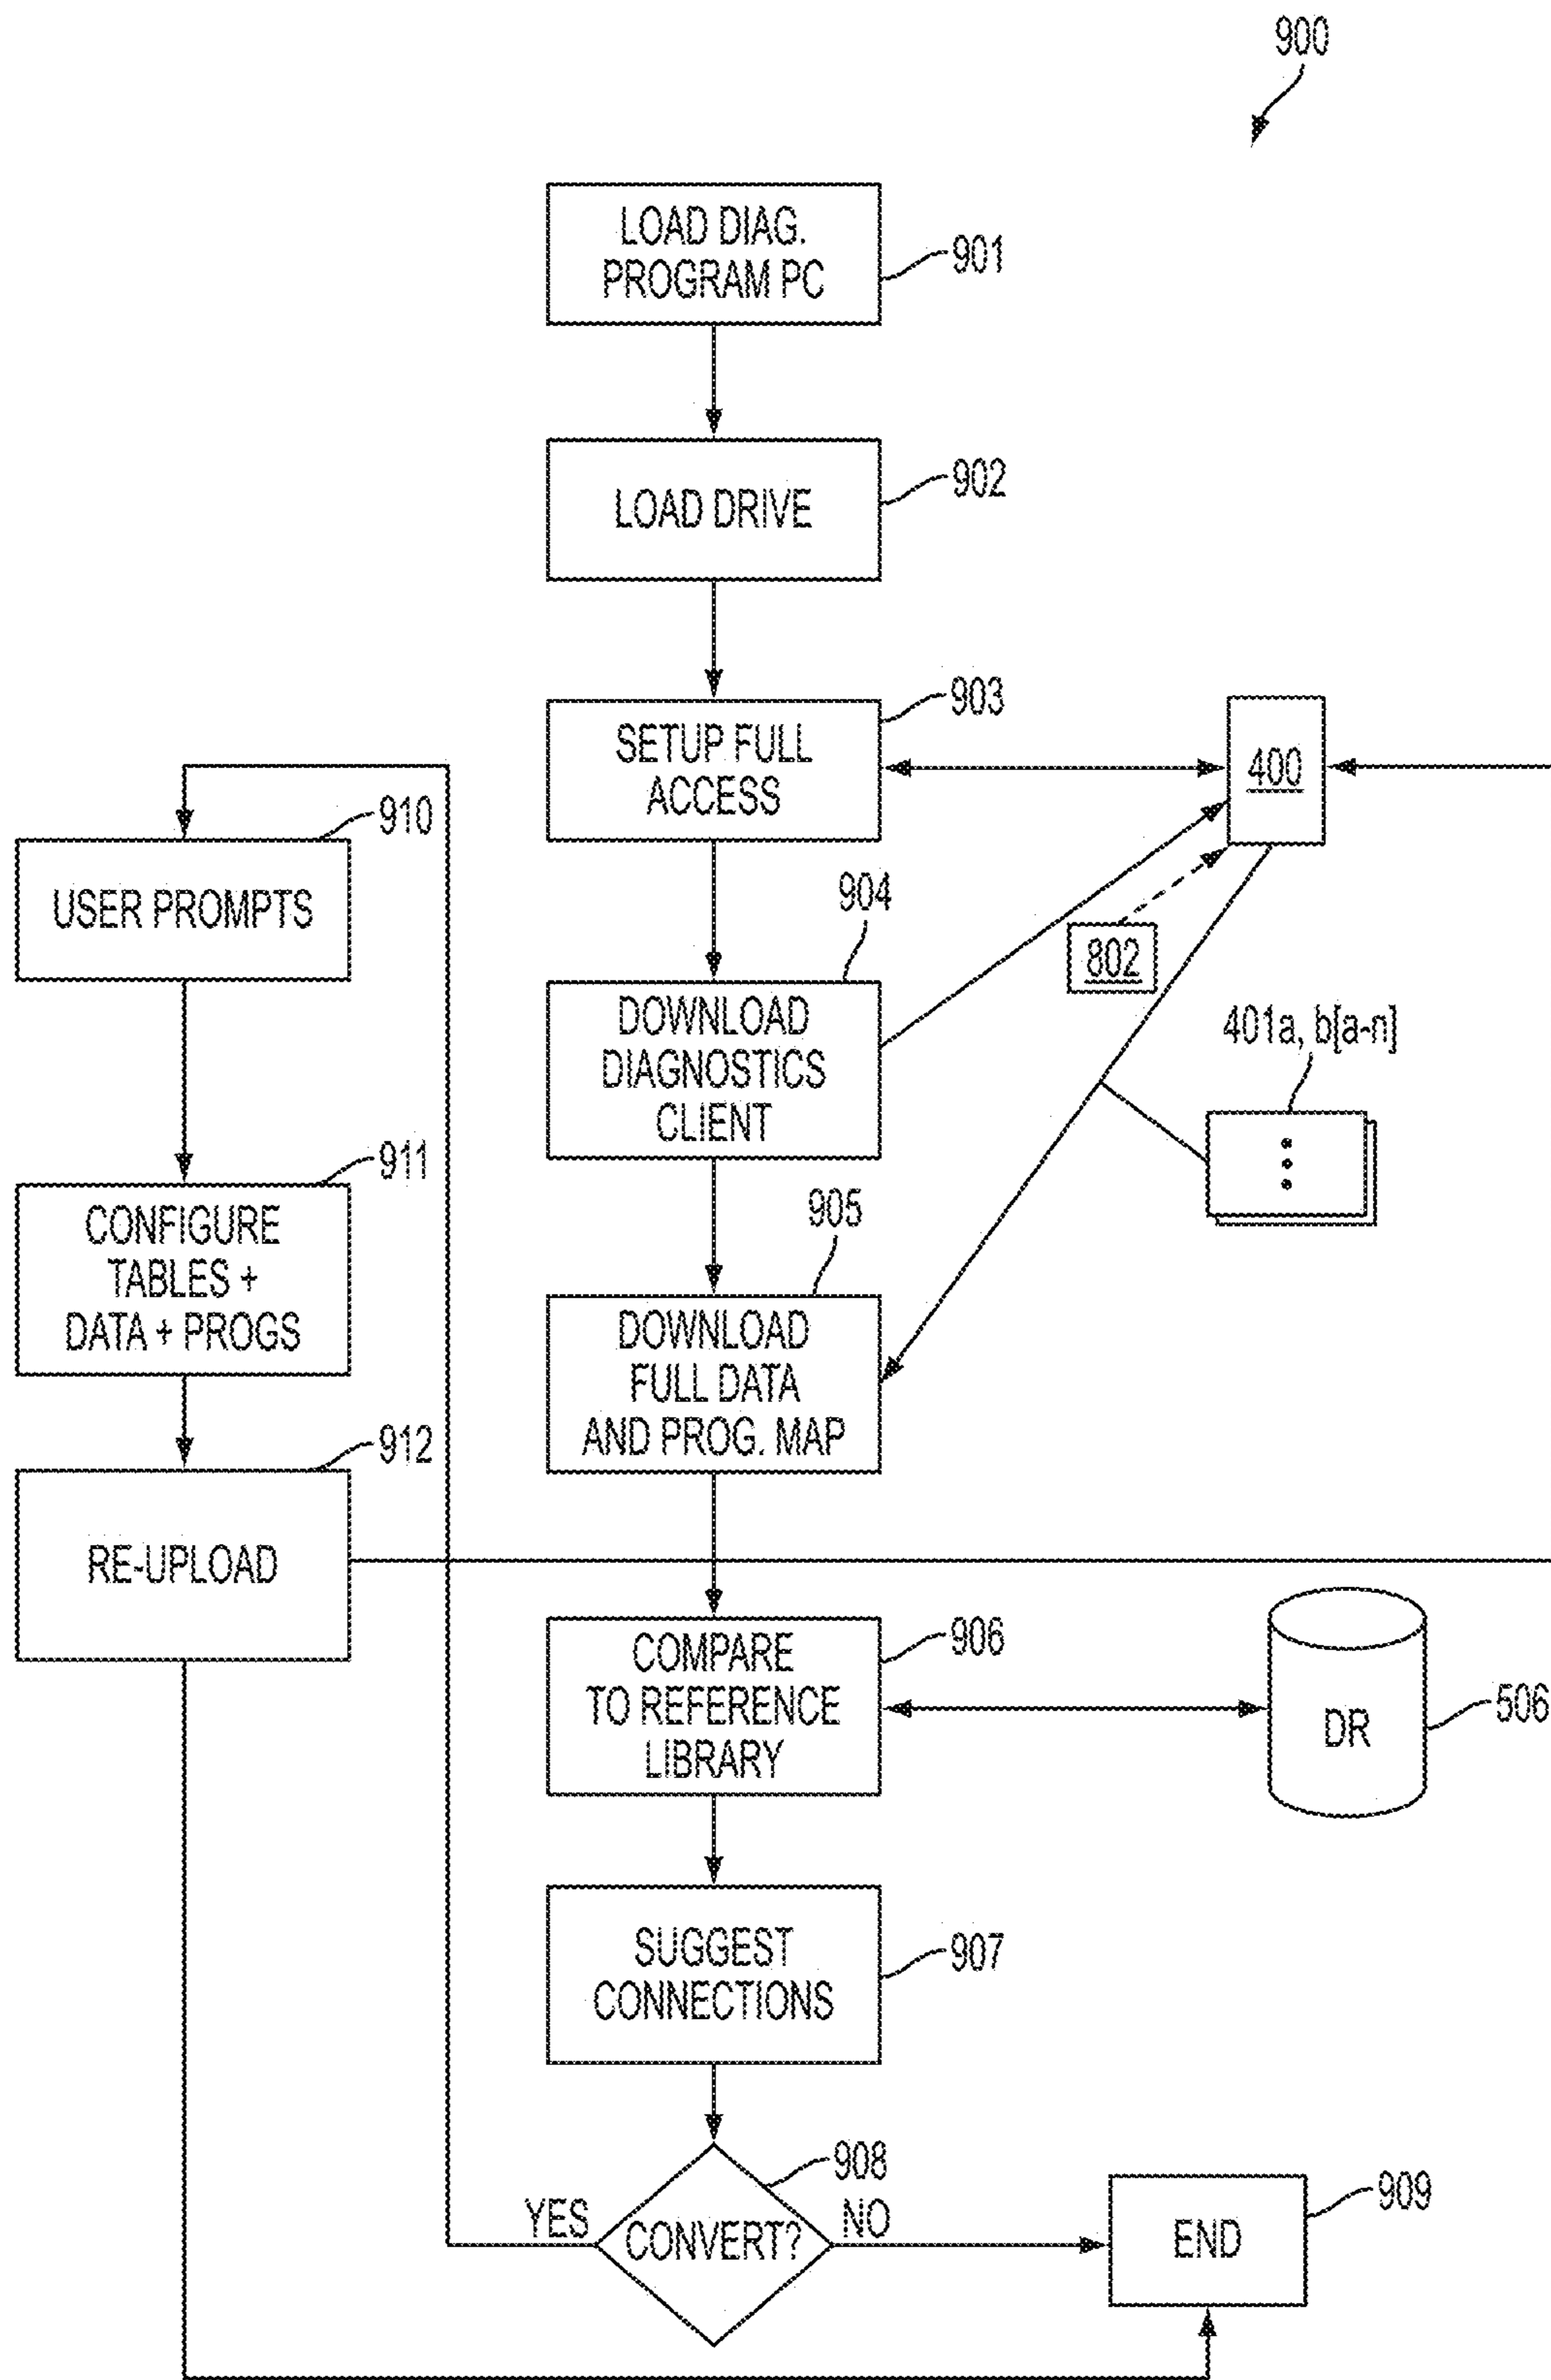 900
LOAD DIAG.
PROGRAM PC
901
LOAD DRIVE
902
903
SETUP FULL
ACCESS
400
910
USER PROMPTS
904
802
DOWNLOAD
DIAGNOSTICS
CLIENT
401a, b[a-n]
911
CONFIGURE
TABLES +
DATA + PROGS
905
DOWNLOAD
FULL DATA
AND PROG. MAP
912
RE-UPLOAD
906
COMPARE
TO REFERENCE
LIBRARY
DR
506
SUGGEST
CONNECTIONS
907
908
YES
CONVERT?
NO
END
909